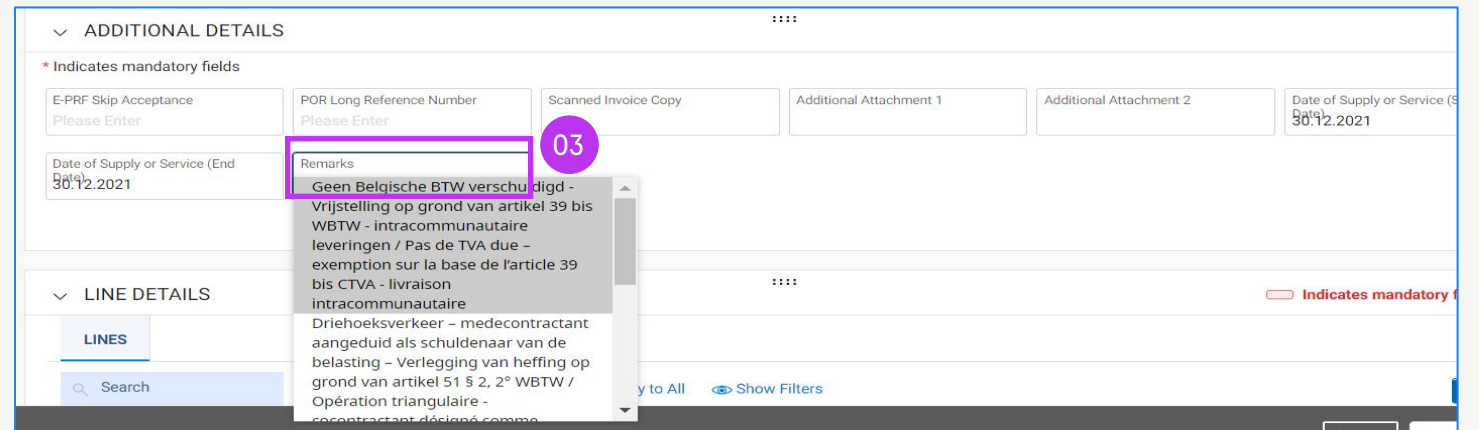 ADDITIONAL DETAILS
* Indicates mandatory fields
E-PRF Skip Acceptance
Please Enter
POR Long Reference Number
Please Enter
Scanned Invoice Copy
Additional Attachment 1
Additional Attachment 2
Date of Supply or Service (S
Date)
30.12.2021
Date of Supply or Service (End
Date)
30.12.2021
Remarks
03
Geen Belgische BTW verschuldigd -
Vrijstelling op grond van artikel 39 bis
WBTW - intracommunautaire
leveringen / Pas de TVA due –
exemption sur la base de l'article 39
bis CTVA - livraison
intracommunautaire
Driehoeksverkeer – medecontractant
aangeduid als schuldenaar van de
belasting – Verlegging van heffing op
grond van artikel 51 § 2, 2° WBTW /
Opération triangulaire -
cocontractant désigné comme
LINE DETAILS
Indicates mandatory f
LINES
Search
y to All
Show Filters